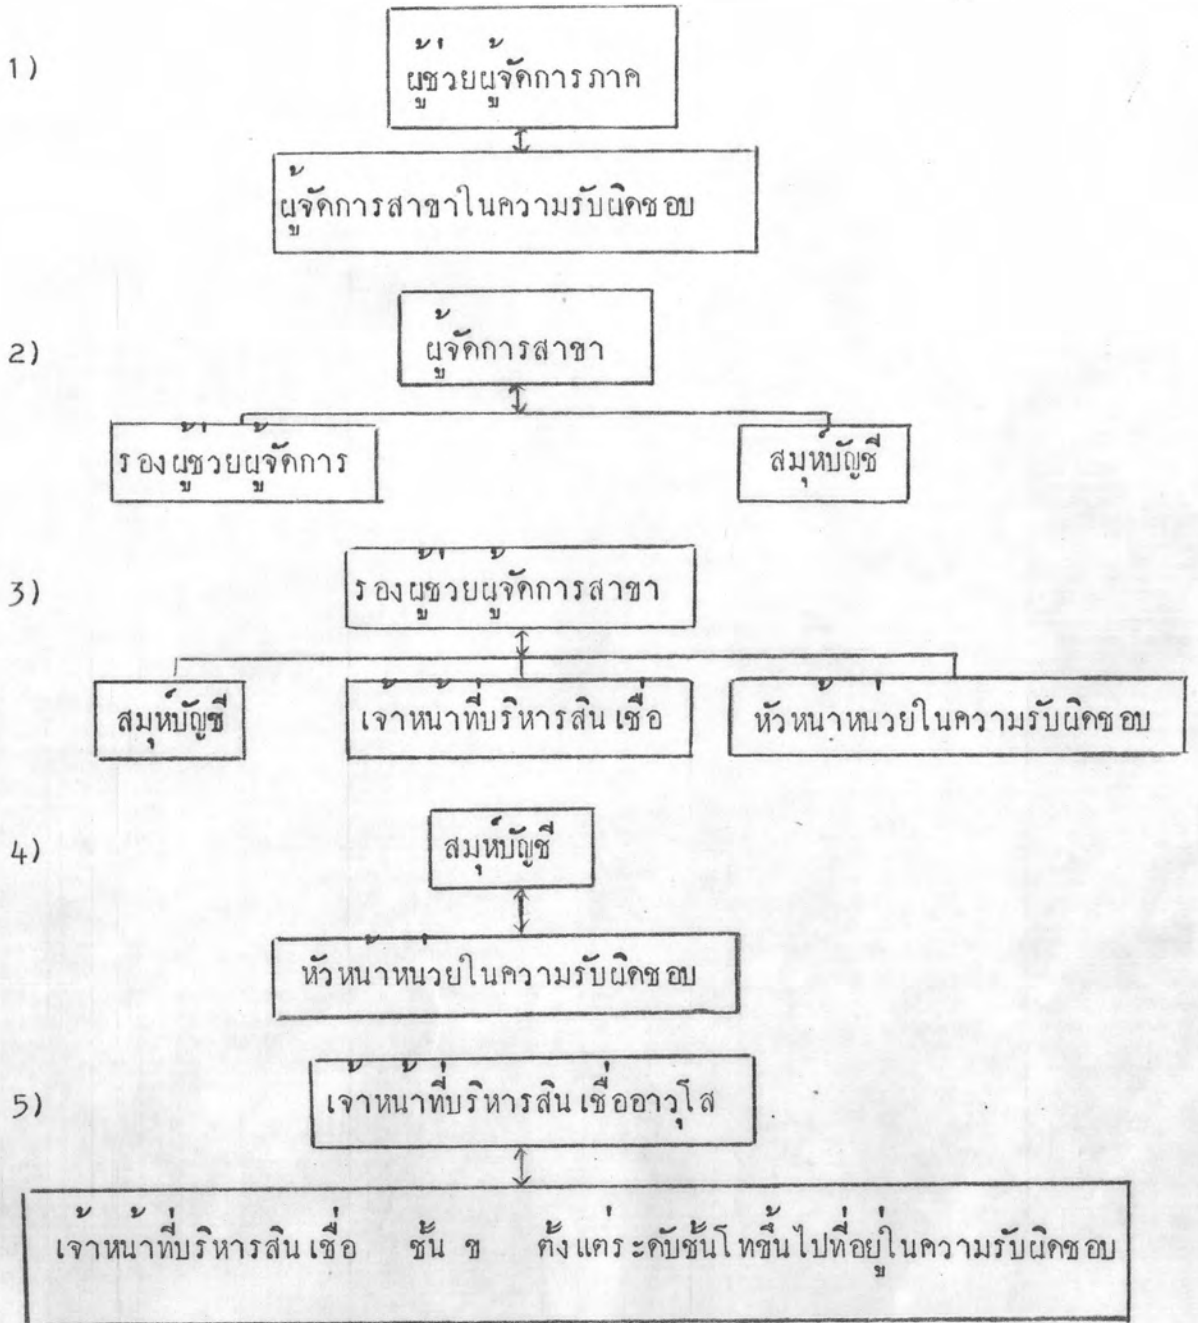 1)
ผู้ช่วยผู้จัดการภาค
ผู้จัดการสาขาในความรับผิดชอบ
2)
ผู้จัดการสาขา
รองผู้ช่วยผู้จัดการ
สมุห์บัญชี
3)
รองผู้ช่วยผู้จัดการสาขา
สมุห์บัญชี
เจ้าหน้าที่บริหารสินเชื่อ
หัวหน้าหน่วยในความรับผิดชอบ
4)
สมุห์บัญชี
หัวหน้าหน่วยในความรับผิดชอบ
5)
เจ้าหน้าที่บริหารสินเชื่ออาวุโส
เจ้าหน้าที่บริหารสินเชื่อ ชั้น ข ตั้งแต่ระดับชั้นโทขึ้นไปที่อยู่ในความรับผิดชอบ